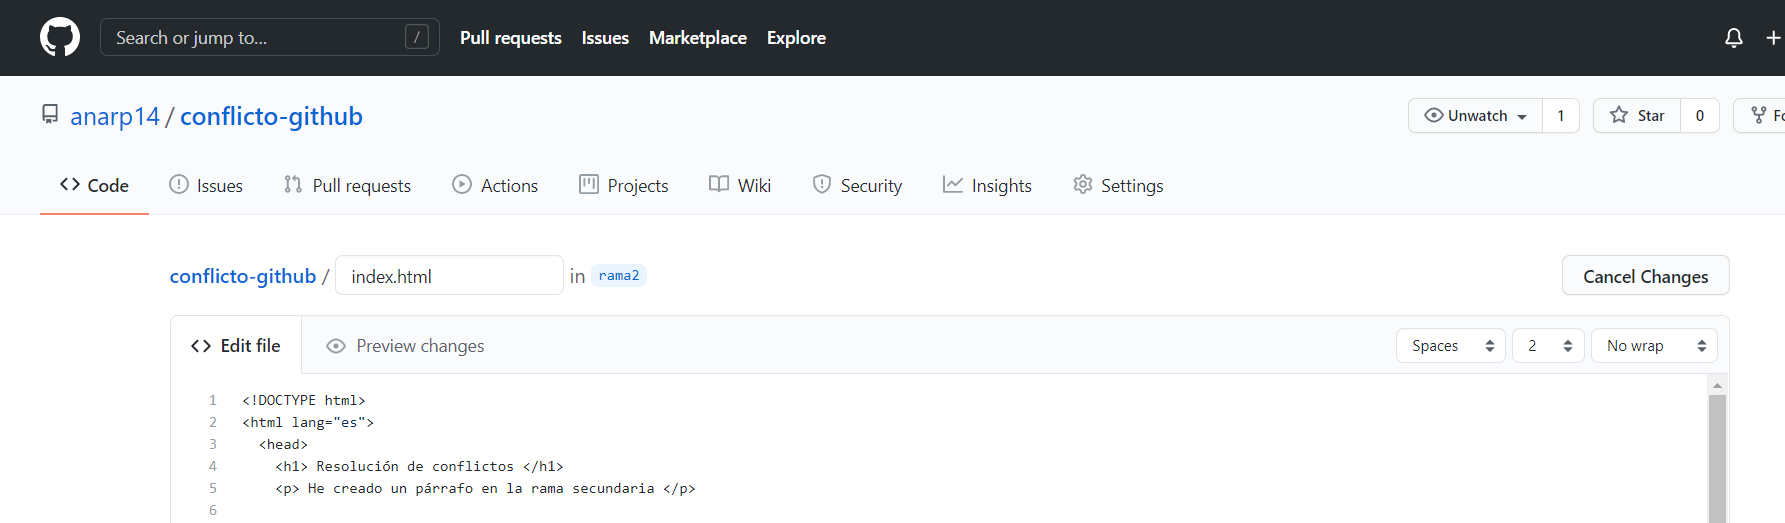 Search or jump to... / Pull requests Issues Marketplace Explore
anarp14 / conflicto-github Unwatch 1 Star 0
Code Issues Pull requests Actions Projects Wiki Security Insights Settings
conflicto-github / index.html in rama2 Cancel Changes
Edit file Preview changes Spaces 2 No wrap
1 <!DOCTYPE html>
2 <html lang="es">
3 <head>
4 <h1> Resolución de conflictos </h1>
5 <p> He creado un párrafo en la rama secundaria </p>
6